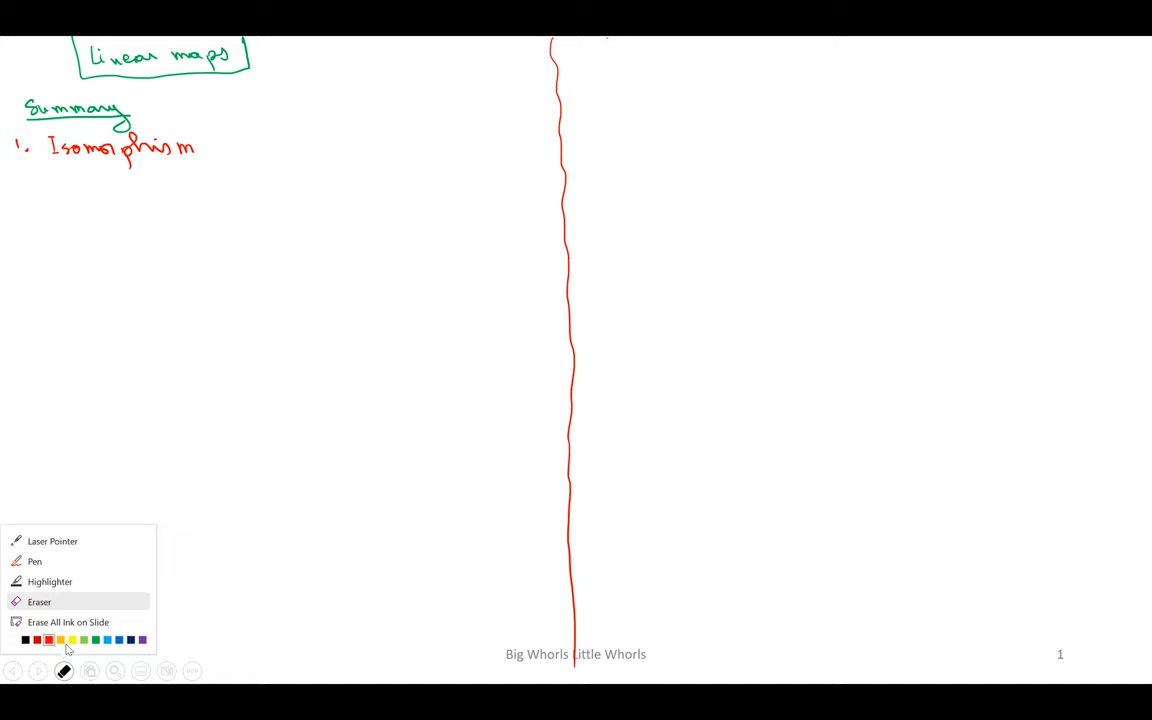 Linear maps
Summary
1. Isomorphism
Laser Pointer
Pen
Highlighter
Eraser
Erase All Ink on Slide
Big Whorls Little Whorls
1